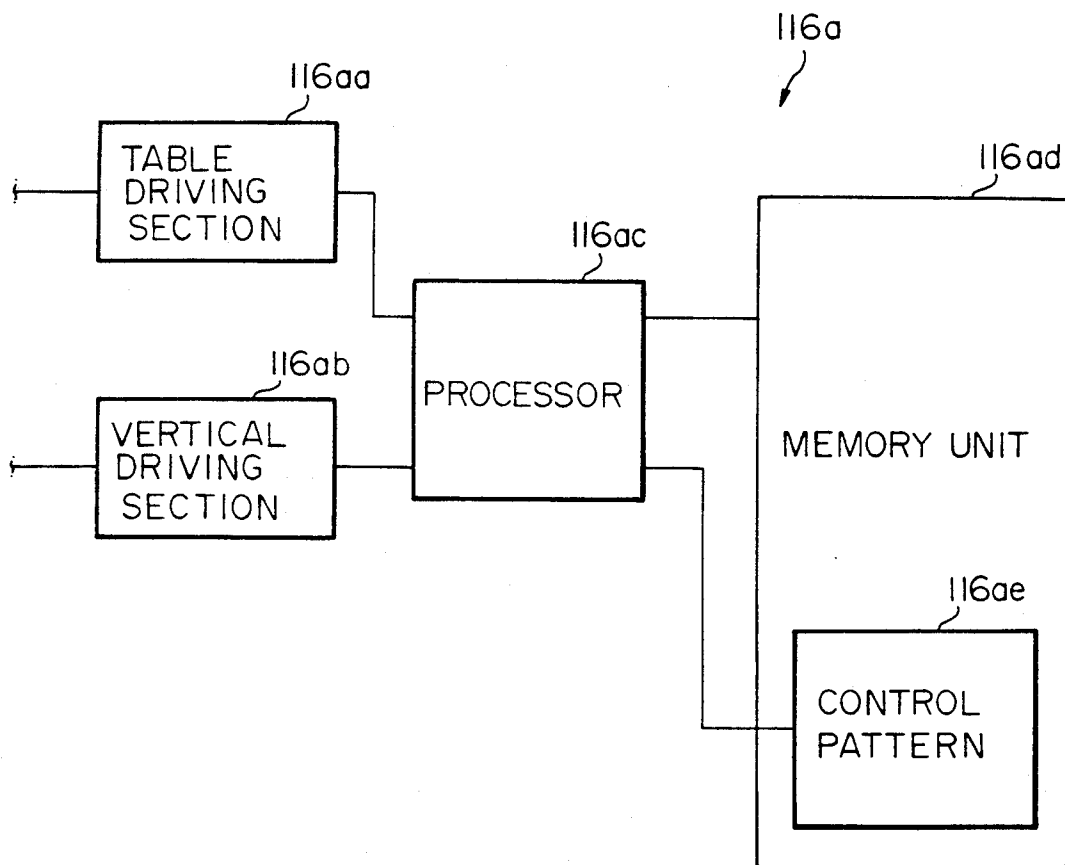 116a
116aa
TABLE
DRIVING
SECTION
116ad
116ac
PROCESSOR
116ab
VERTICAL
DRIVING
SECTION
MEMORY UNIT
116ae
CONTROL
PATTERN